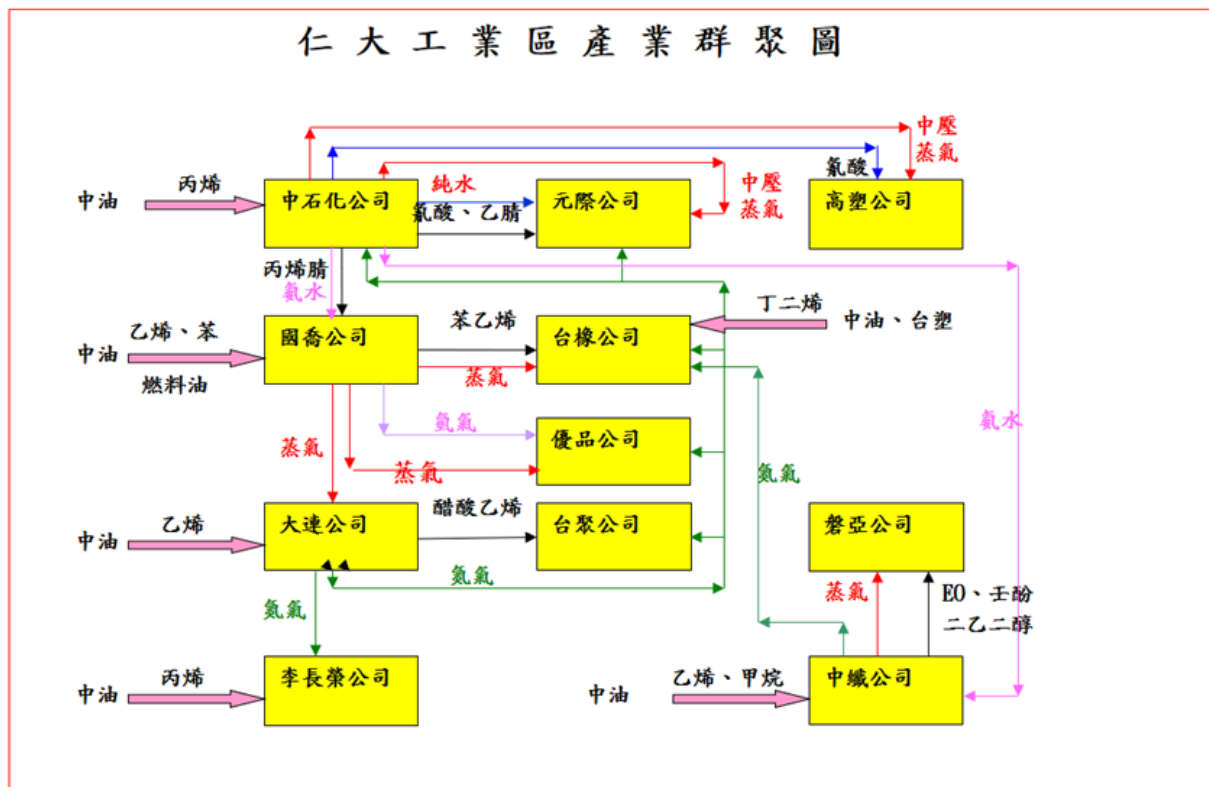 仁大工業區產業群聚圖
中壓
蒸氣
氰酸
中油
丙烯
中石化公司
純水
氰酸、乙腈
元際公司
中壓
蒸氣
高塑公司
丙烯腈
氨水
乙烯、苯
中油
燃料油
國喬公司
苯乙烯
蒸氣
台橡公司
丁二烯
中油、台塑
氫氣
優品公司
蒸氣
蒸氣
氮氣
氨水
中油
乙烯
大連公司
醋酸乙烯
台聚公司
磐亞公司
氮氣
氮氣
蒸氣
EO、壬酚
二乙二醇
中油
丙烯
李長榮公司
中油
乙烯、甲烷
中纖公司